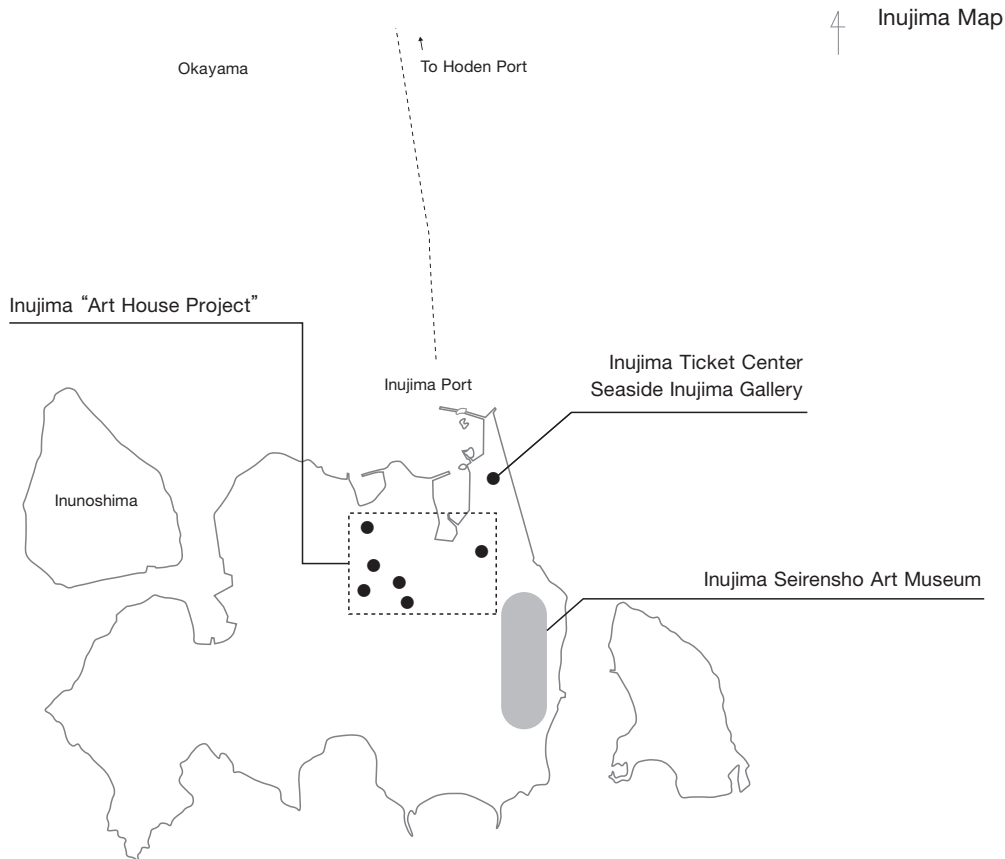 Inujima Map
Okayama
To Hoden Port
Inujima “Art House Project”
Inujima Ticket Center
Seaside Inujima Gallery
Inujima Port
Inunoshima
Inujima Seirensho Art Museum